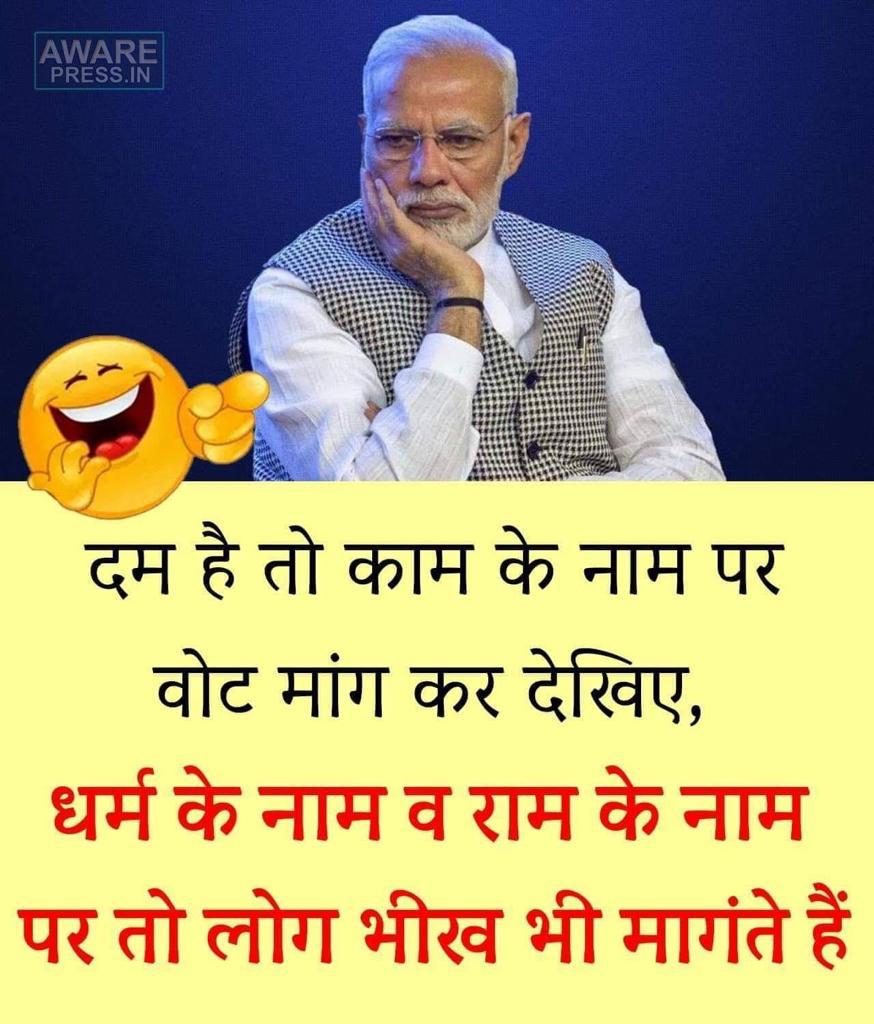 AWARE
PRESS.IN
दम है तो काम के नाम पर
वोट मांग कर देखिए,
धर्म के नाम व राम के नाम
पर तो लोग भीख भी मागंते हैं